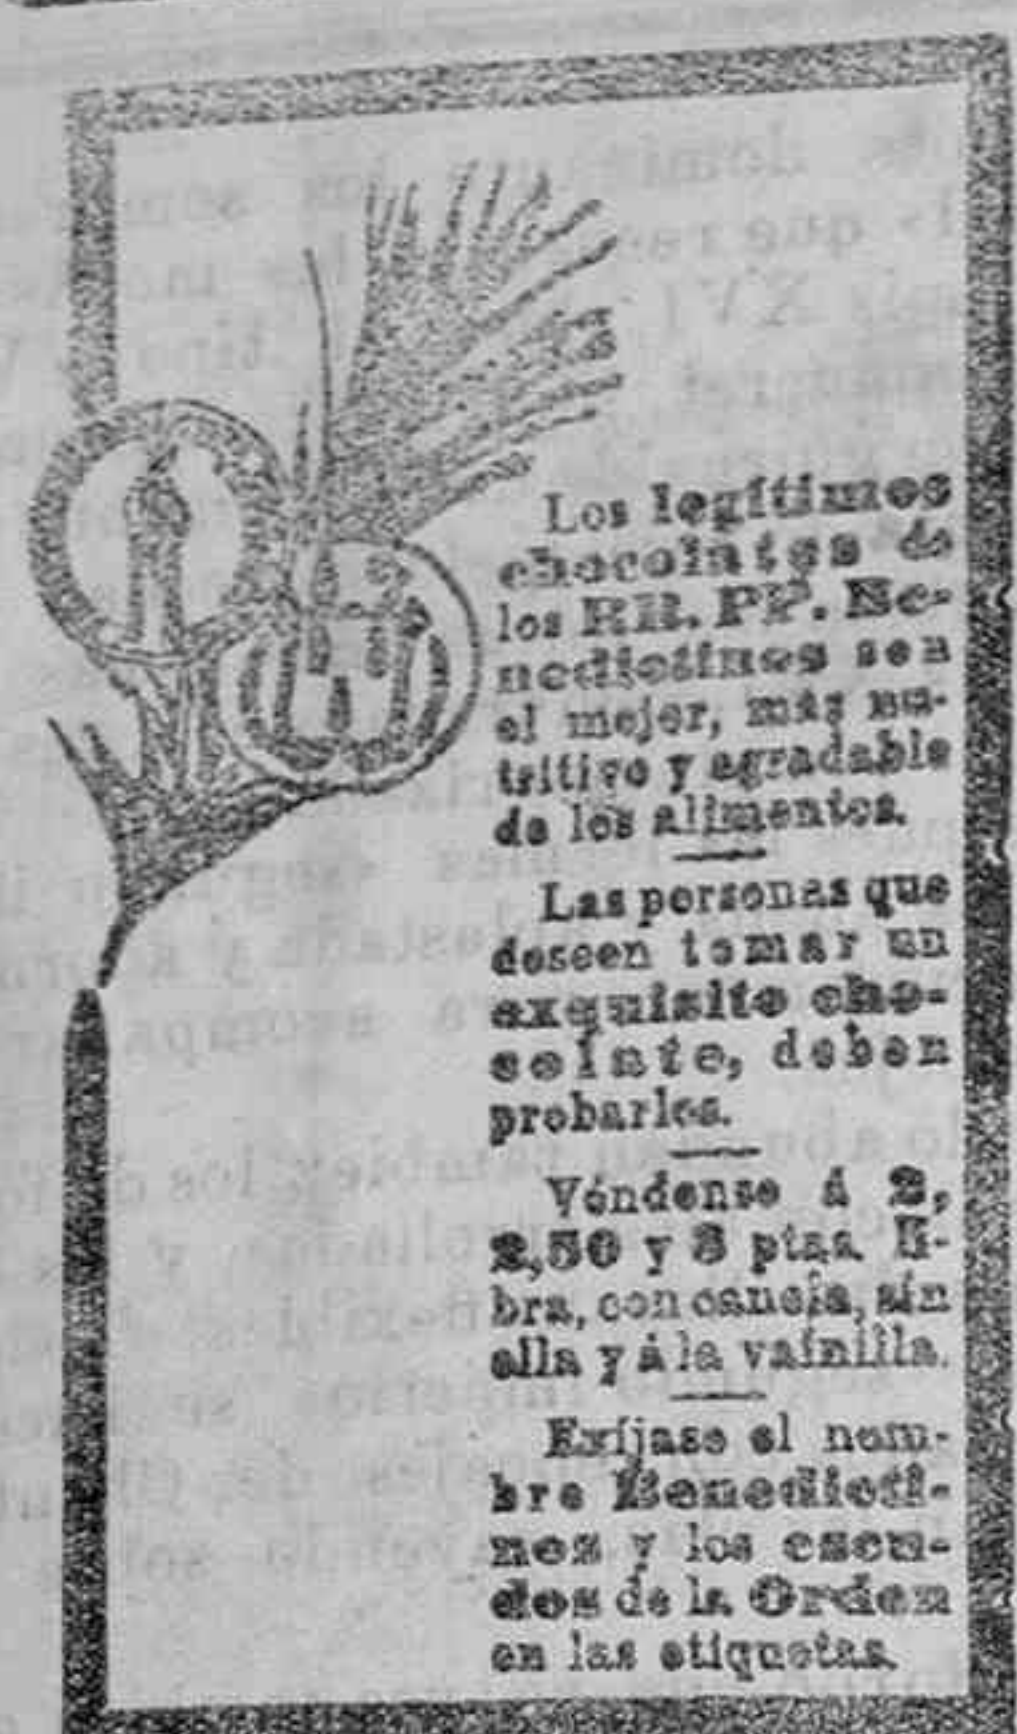 Los legítimos
chocolates de
los RR. PP. Be-
nedictinos son
el mejor, más nu-
tritivo y agradable
de los alimentos.
Las personas que
deseen tomar un
exquisito cho-
colate, deben
probarlos.
Véndense á 2,
2,50 y 3 ptas. li-
bra, con canela, sin
ella y á la vainilla.
Exíjase el nom-
bre Benedicti-
nos y los escu-
dos de la Orden
en las etiquetas.